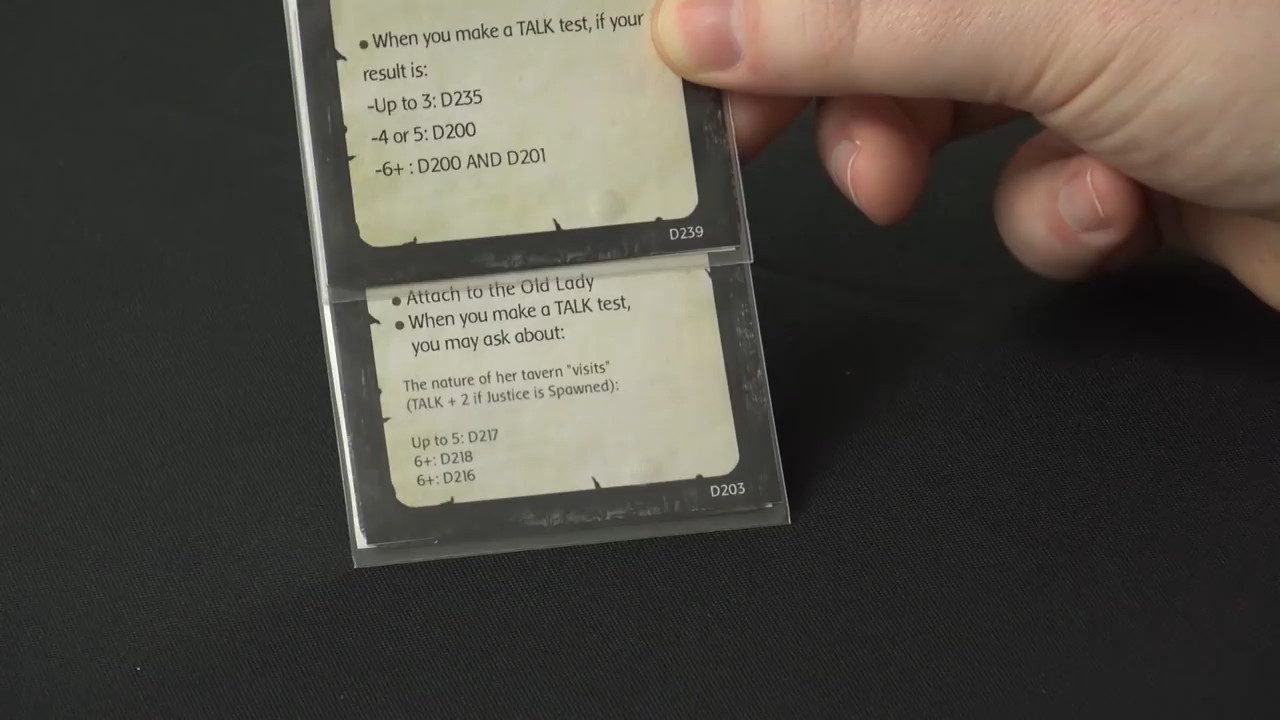 • When you make a TALK test, if your
result is:
-Up to 3: D235
-4 or 5: D200
-6+ : D200 AND D201
D239
• Attach to the Old Lady
• When you make a TALK test,
you may ask about:
The nature of her tavern "visits"
(TALK + 2 if Justice is Spawned):
Up to 5: D217
6+: D218
6+: D216
D203